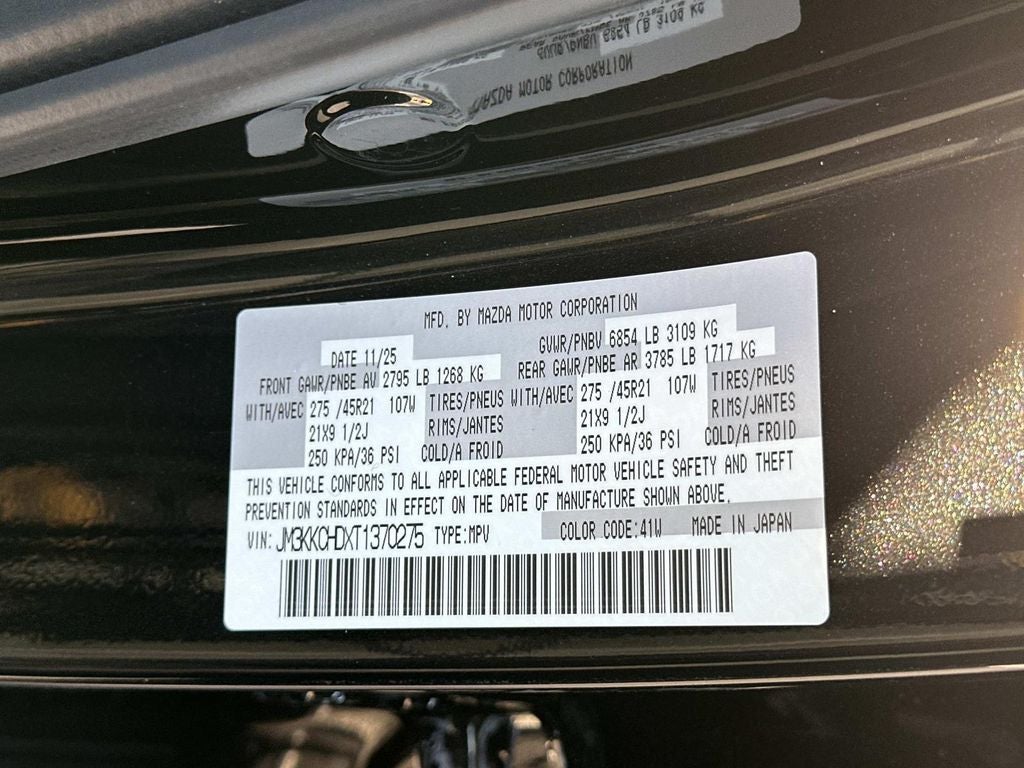 MFD. BY MAZDA MOTOR CORPORATION
DATE 11/25 GVWR/PNBV 6854 LB 3109 KG
FRONT GAWR/PNBE AV 2795 LB 1268 KG REAR GAWR/PNBE AR 3785 LB 1717 KG
WITH/AVEC 275 /45R21 107W TIRES/PNEUS WITH/AVEC 275 /45R21 107W TIRES/PNEUS
21X9 1/2J RIMS/JANTES 21X9 1/2J RIMS/JANTES
250 KPA/36 PSI COLD/A FROID 250 KPA/36 PSI COLD/A FROID
THIS VEHICLE CONFORMS TO ALL APPLICABLE FEDERAL MOTOR VEHICLE SAFETY AND THEFT
PREVENTION STANDARDS IN EFFECT ON THE DATE OF MANUFACTURE SHOWN ABOVE.
VIN: JM3KKCHDXT1370275 TYPE:MPV COLOR CODE:41W MADE IN JAPAN